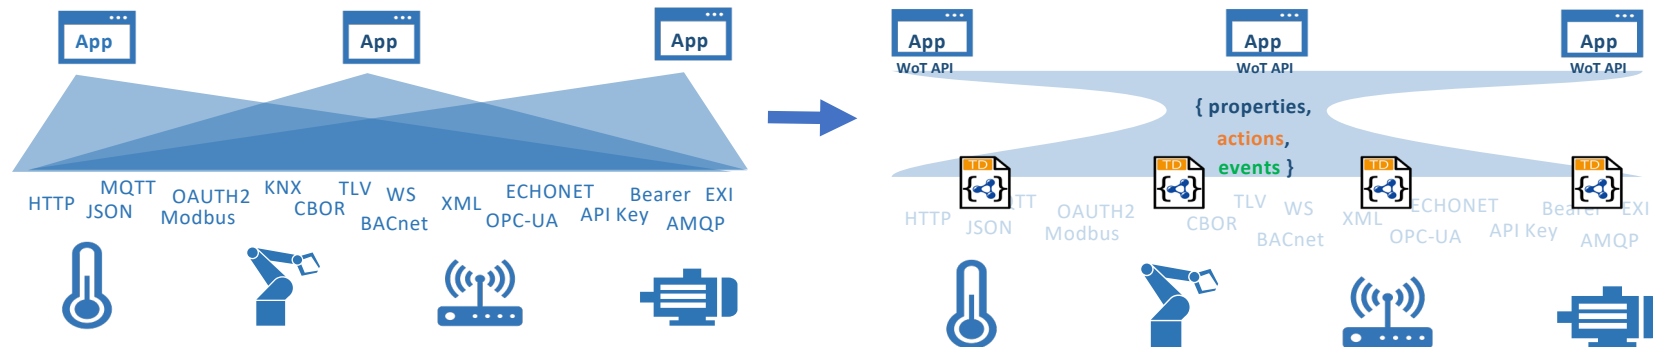 App
App
App
HTTP
MQTT
JSON
OAUTH2
Modbus
KNX
CBOR
TLV
WS
BACnet
XML
ECHONET
OPC-UA
API Key
Bearer
EXI
AMQP
App
WoT API
App
WoT API
App
WoT API
{ properties,
actions,
events }
TD
{ }
TD
{ }
TD
{ }
TD
{ }
HTTP
TT
JSON
OAUTH2
Modbus
CBOR
TLV
WS
BACnet
XML
ECHONET
OPC-UA
API Key
Bearer
EXI
AMQP